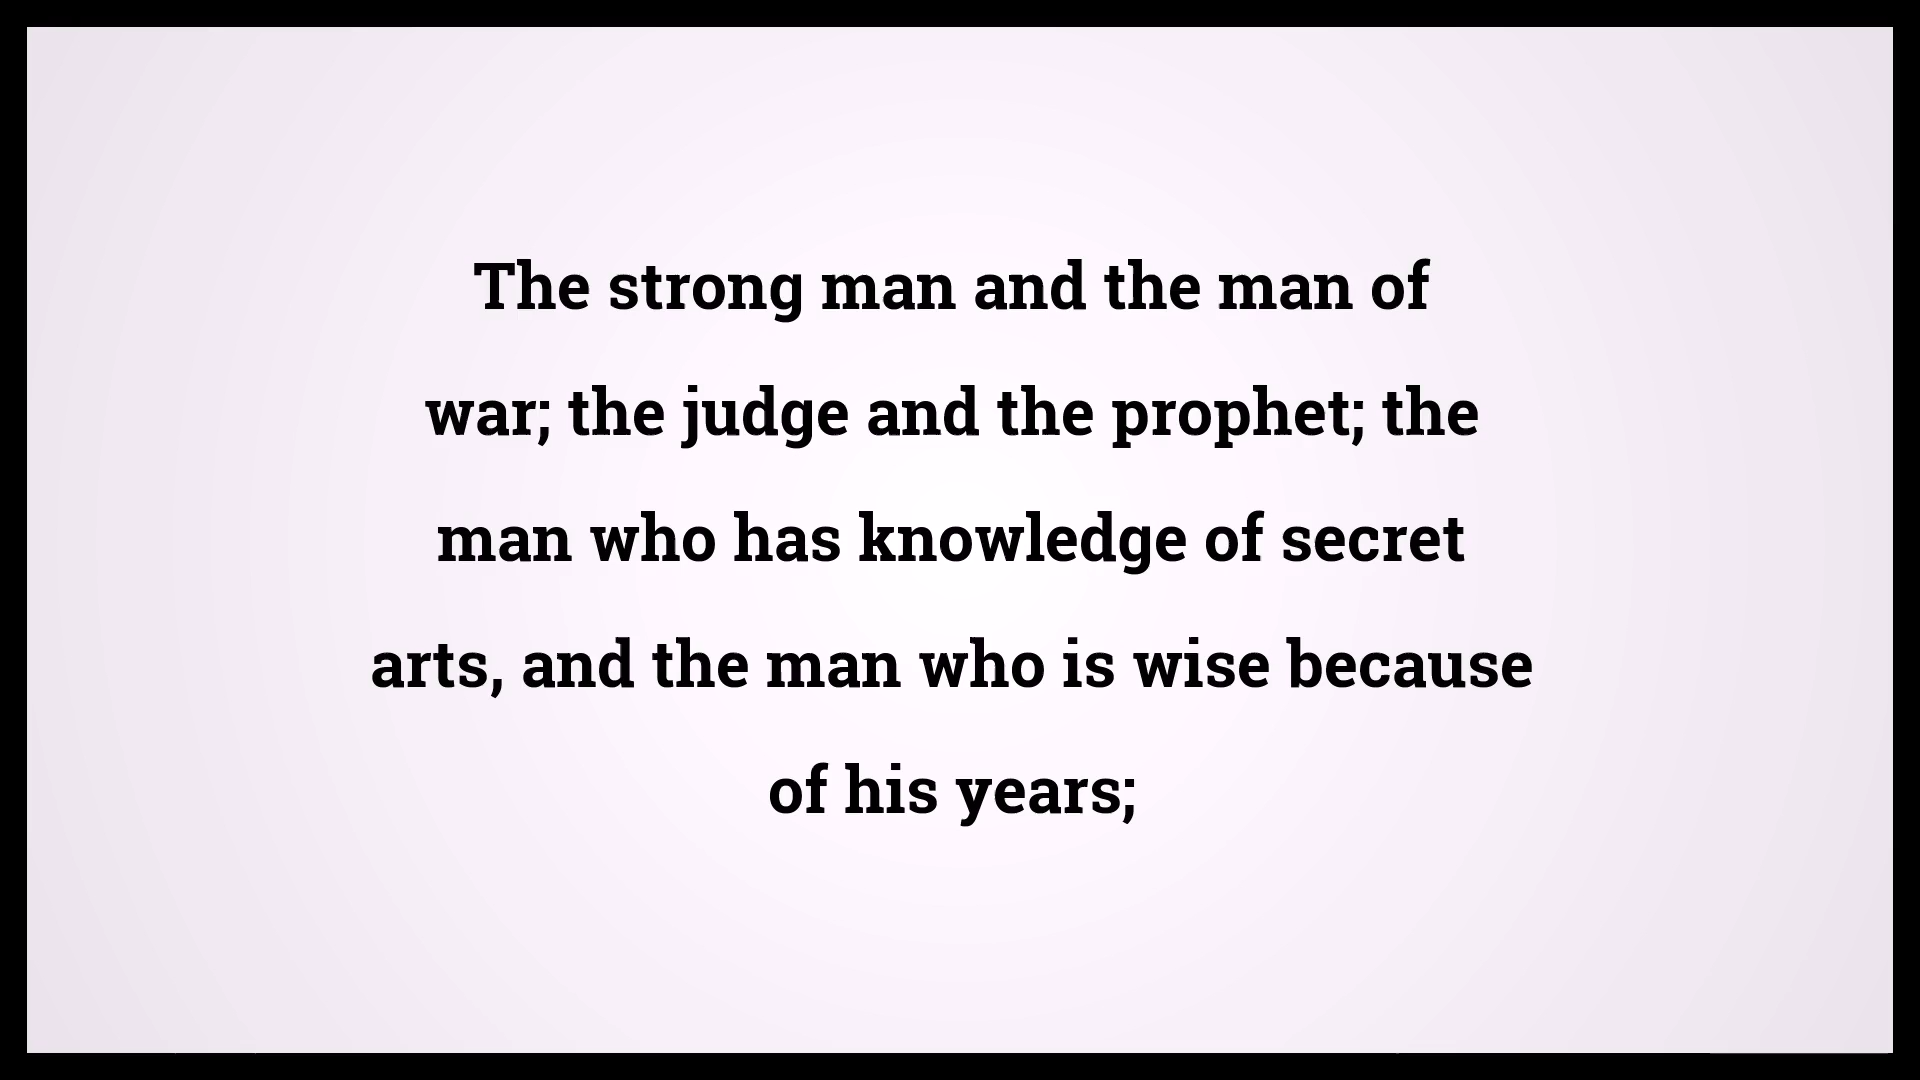 The strong man and the man of
war; the judge and the prophet; the
man who has knowledge of secret
arts, and the man who is wise because
of his years;